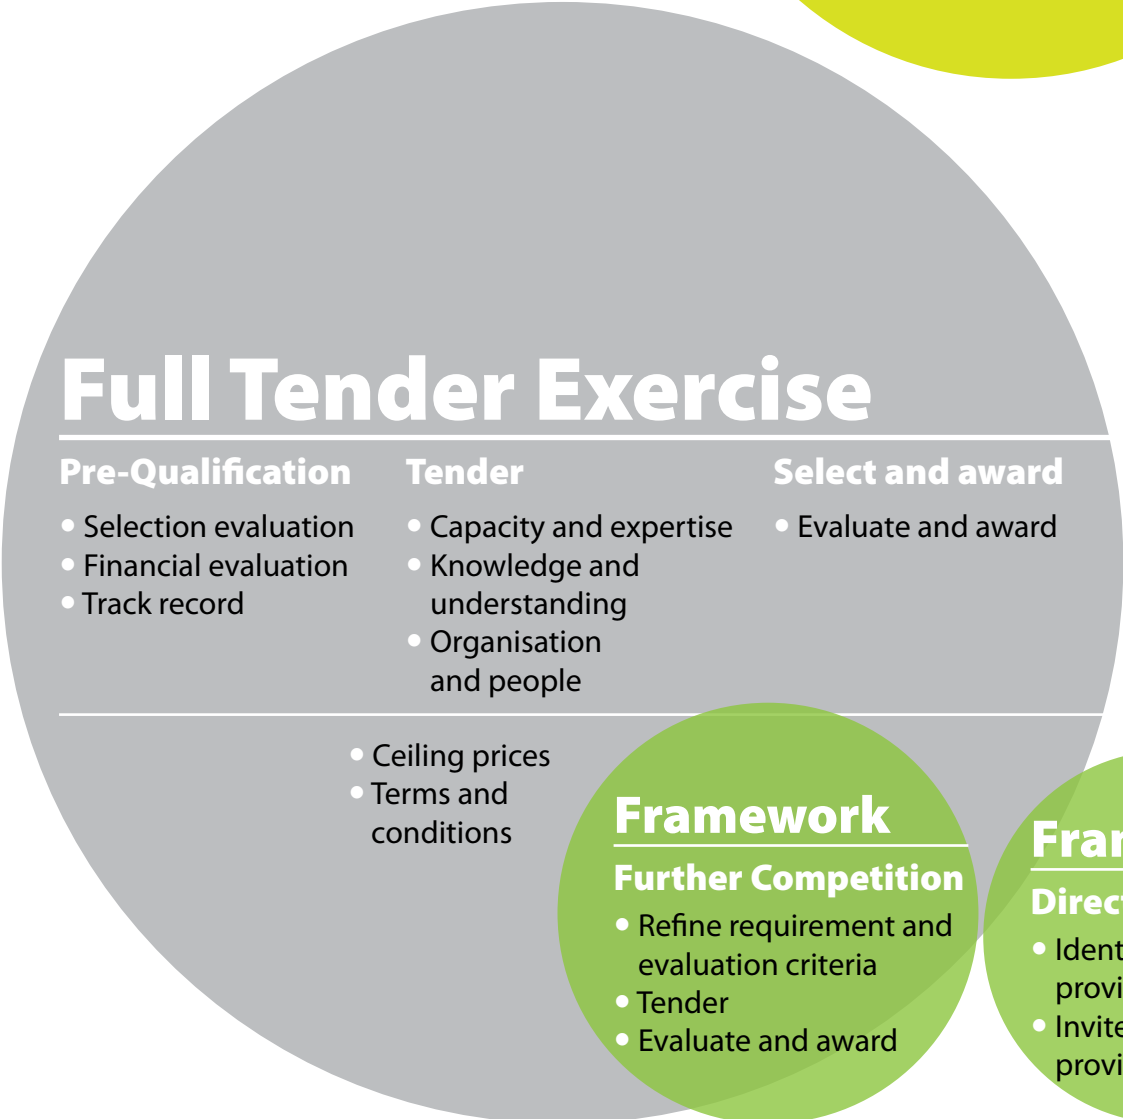 Full Tender Exercise
Pre-Qualification
• Selection evaluation
• Financial evaluation
• Track record
Tender
• Capacity and expertise
• Knowledge and
understanding
• Organisation
and people
Select and award
• Evaluate and award
• Ceiling prices
• Terms and
conditions
Framework
Further Competition
• Refine requirement and
evaluation criteria
• Tender
• Evaluate and award